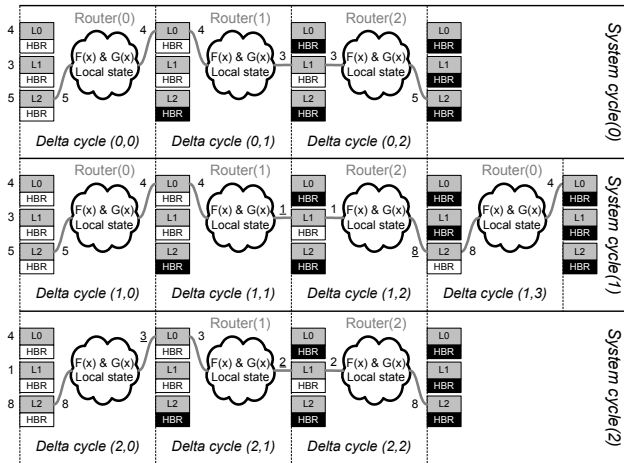 Router(0) Router(1) Router(2)
4 L0 4 L0 4 L0 L0
HBR HBR HBR HBR
3 L1 F(x) & G(x) L1 F(x) & G(x) 3 L1 3 F(x) & G(x) L1
HBR Local state HBR Local state HBR Local state HBR
5 L2 5 L2 L2 5 L2
HBR HBR HBR HBR
Delta cycle (0,0) Delta cycle (0,1) Delta cycle (0,2)
System cycle(0)
Router(0) Router(1) Router(2) Router(0)
4 L0 4 L0 4 L0 L0 4 L0
HBR HBR HBR HBR HBR
3 L1 F(x) & G(x) L1 F(x) & G(x) 1 L1 1 F(x) & G(x) L1 F(x) & G(x) L1
HBR Local state HBR Local state HBR Local state HBR Local state HBR
5 L2 5 L2 L2 8 L2 8 L2
HBR HBR HBR HBR HBR
Delta cycle (1,0) Delta cycle (1,1) Delta cycle (1,2) Delta cycle (1,3)
System cycle(1)
Router(1) Router(2)
4 L0 3 L0 3 L0 L0
HBR HBR HBR HBR
1 L1 F(x) & G(x) L1 F(x) & G(x) 2 L1 2 F(x) & G(x) L1
HBR Local state HBR Local state HBR Local state HBR
8 L2 8 L2 L2 8 L2
HBR HBR HBR HBR
Delta cycle (2,0) Delta cycle (2,1) Delta cycle (2,2)
System cycle(2)